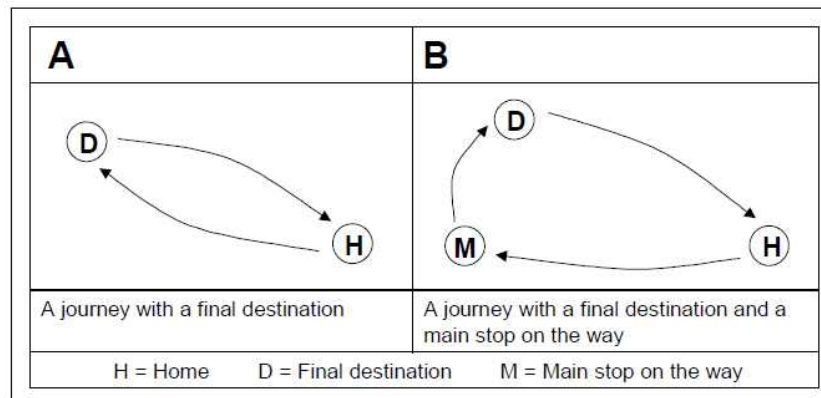 A
B
D
H
D
M
H
A journey with a final destination
A journey with a final destination and a
main stop on the way
H = Home D = Final destination M = Main stop on the way